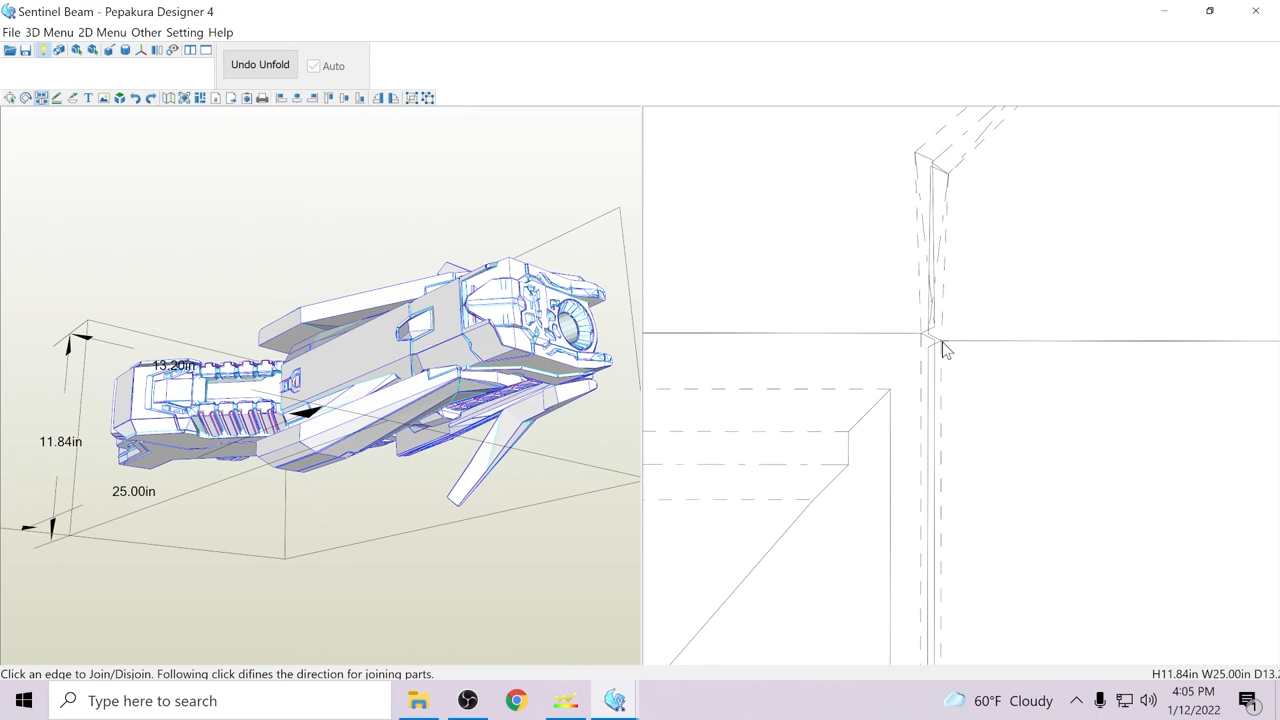 Sentinel Beam - Pepakura Designer 4
File 3D Menu 2D Menu Other Setting Help
Undo Unfold
Auto
13.20in
11.84in
25.00in
Click an edge to Join/Disjoin. Following click difines the direction for joining parts.
H11.84in W25.00in D13.2
Type here to search
60°F Cloudy
4:05 PM
1/12/2022
1